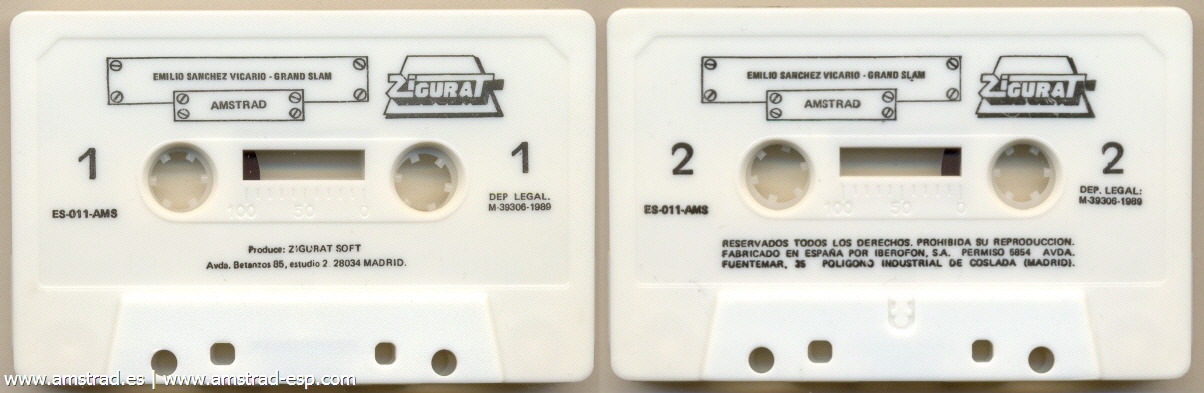 EMILIO SANCHEZ VICARIO - GRAND SLAM
AMSTRAD
ZIGURAT
1
1
ES-011-AMS
DEP LEGAL.
M-39306-1989
100 50 0
Produce: ZIGURAT SOFT
Avda. Betanzos 85, estudio 2. 28034 MADRID.
EMILIO SANCHEZ VICARIO - GRAND SLAM
AMSTRAD
ZIGURAT
2
2
ES-011-AMS
DEP. LEGAL:
M-39306-1989
100 50 0
RESERVADOS TODOS LOS DERECHOS. PROHIBIDA SU REPRODUCCION.
FABRICADO EN ESPAÑA POR IBEROFON, S.A. PERMISO 5854 AVDA.
FUENTEMAR, 35 POLIGONO INDUSTRIAL DE COSLADA (MADRID).
www.amstrad.es | www.amstrad-esp.com